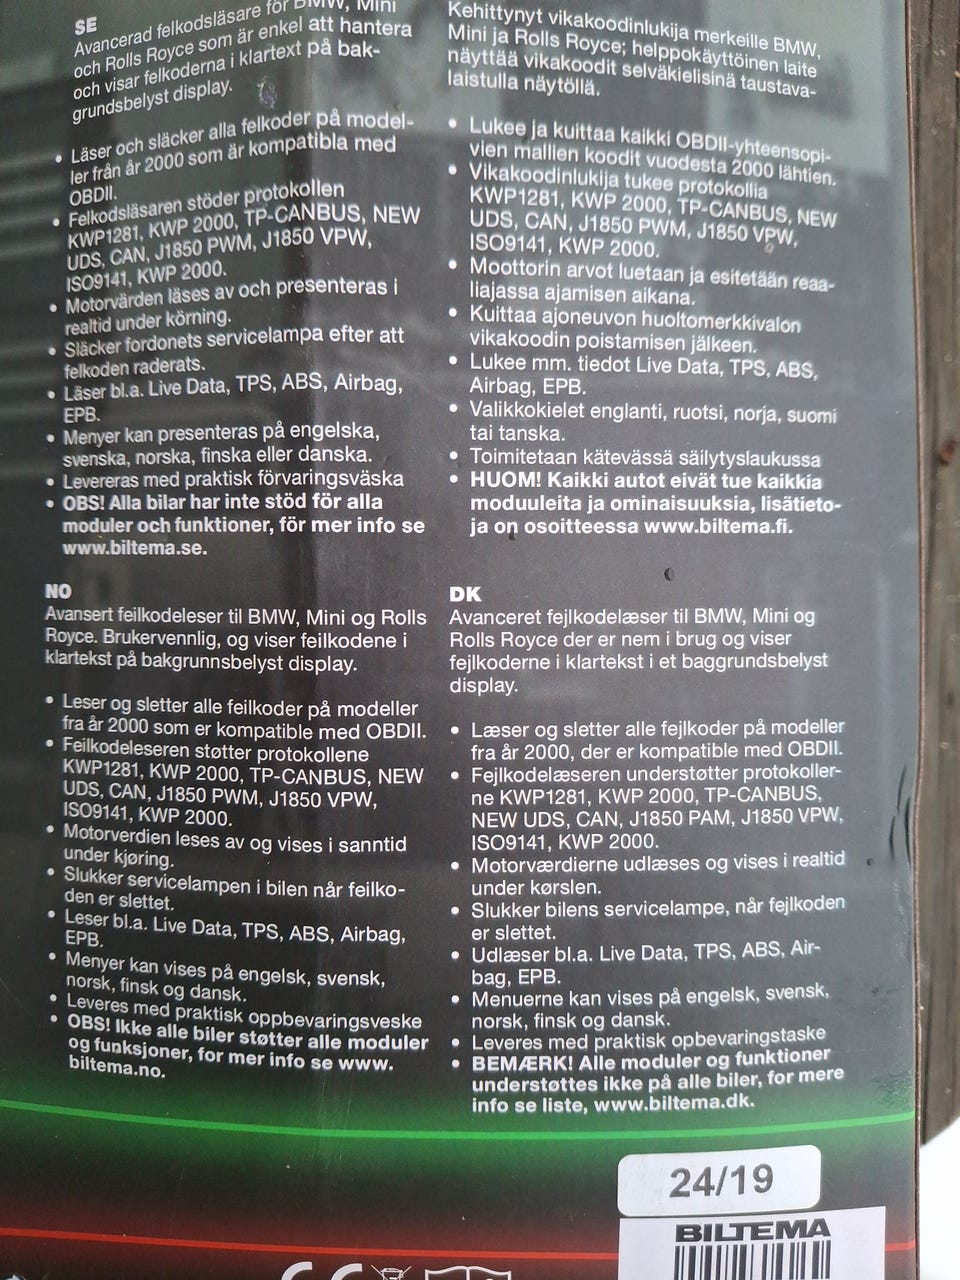 SE
Avancerad felkodsläsare för BMW, Mini
och Rolls Royce som är enkel att hantera
och visar felkoderna i klartext på bak-
grundsbelyst display.
• Läser och släcker alla felkoder på model-
ler från år 2000 som är kompatibla med
OBDII.
• Felkodsläsaren stöder protokollen
KWP1281, KWP 2000, TP-CANBUS, NEW
UDS, CAN, J1850 PWM, J1850 VPW,
ISO9141, KWP 2000.
• Motorvärden läses av och presenteras i
realtid under körning.
• Släcker fordonets servicelampa efter att
felkoden raderats.
• Läser bl.a. Live Data, TPS, ABS, Airbag,
EPB.
• Menyer kan presenteras på engelska,
svenska, norska, finska eller danska.
• Levereras med praktisk förvaringsväska
• OBS! Alla bilar har inte stöd för alla
moduler och funktioner, för mer info se
www.biltema.se.
Kehittynyt vikakoodinlukija merkeille BMW,
Mini ja Rolls Royce; helppokäyttöinen laite
näyttää vikakoodit selväkielisinä taustava-
laistulla näytöllä.
• Lukee ja kuittaa kaikki OBDII-yhteensopi-
vien mallien koodit vuodesta 2000 lähtien.
• Vikakoodinlukija tukee protokollia
KWP1281, KWP 2000, TP-CANBUS, NEW
UDS, CAN, J1850 PWM, J1850 VPW,
ISO9141, KWP 2000.
• Moottorin arvot luetaan ja esitetään reaa-
liajassa ajamisen aikana.
• Kuittaa ajoneuvon huoltomerkkivalon
vikakoodin poistamisen jälkeen.
• Lukee mm. tiedot Live Data, TPS, ABS,
Airbag, EPB.
• Valikkokielet englanti, ruotsi, norja, suomi
tai tanska.
• Toimitetaan kätevässä säilytyslaukussa
• HUOM! Kaikki autot eivät tue kaikkia
moduuleita ja ominaisuuksia, lisätieto-
ja on osoitteessa www.biltema.fi.
NO
Avansert feilkodeleser til BMW, Mini og Rolls
Royce. Brukervennlig, og viser feilkodene i
klartekst på bakgrunnsbelyst display.
• Leser og sletter alle feilkoder på modeller
fra år 2000 som er kompatible med OBDII.
• Feilkodeleseren støtter protokollene
KWP1281, KWP 2000, TP-CANBUS, NEW
UDS, CAN, J1850 PWM, J1850 VPW,
ISO9141, KWP 2000.
• Motorverdien leses av og vises i sanntid
under kjøring.
• Slukker servicelampen i bilen når feilko-
den er slettet.
• Leser bl.a. Live Data, TPS, ABS, Airbag,
EPB.
• Menyer kan vises på engelsk, svensk,
norsk, finsk og dansk.
• Leveres med praktisk oppbevaringsveske
• OBS! Ikke alle biler støtter alle moduler
og funksjoner, for mer info se www.
biltema.no.
DK
Avanceret fejlkodelæser til BMW, Mini og
Rolls Royce der er nem i brug og viser
fejlkoderne i klartekst i et baggrundsbelyst
display.
• Læser og sletter alle fejlkoder på modeller
fra år 2000, der er kompatible med OBDII.
• Fejlkodelæseren understøtter protokoller-
ne KWP1281, KWP 2000, TP-CANBUS,
NEW UDS, CAN, J1850 PAM, J1850 VPW,
ISO9141, KWP 2000.
• Motorværdierne udlæses og vises i realtid
under kørslen.
• Slukker bilens servicelampe, når fejlkoden
er slettet.
• Udlæser bl.a. Live Data, TPS, ABS, Air-
bag, EPB.
• Menuerne kan vises på engelsk, svensk,
norsk, finsk og dansk.
• Leveres med praktisk opbevaringstaske
• BEMÆRK! Alle moduler og funktioner
understøttes ikke på alle biler, for mere
info se liste, www.biltema.dk.
24/19
BILTEMA
CE